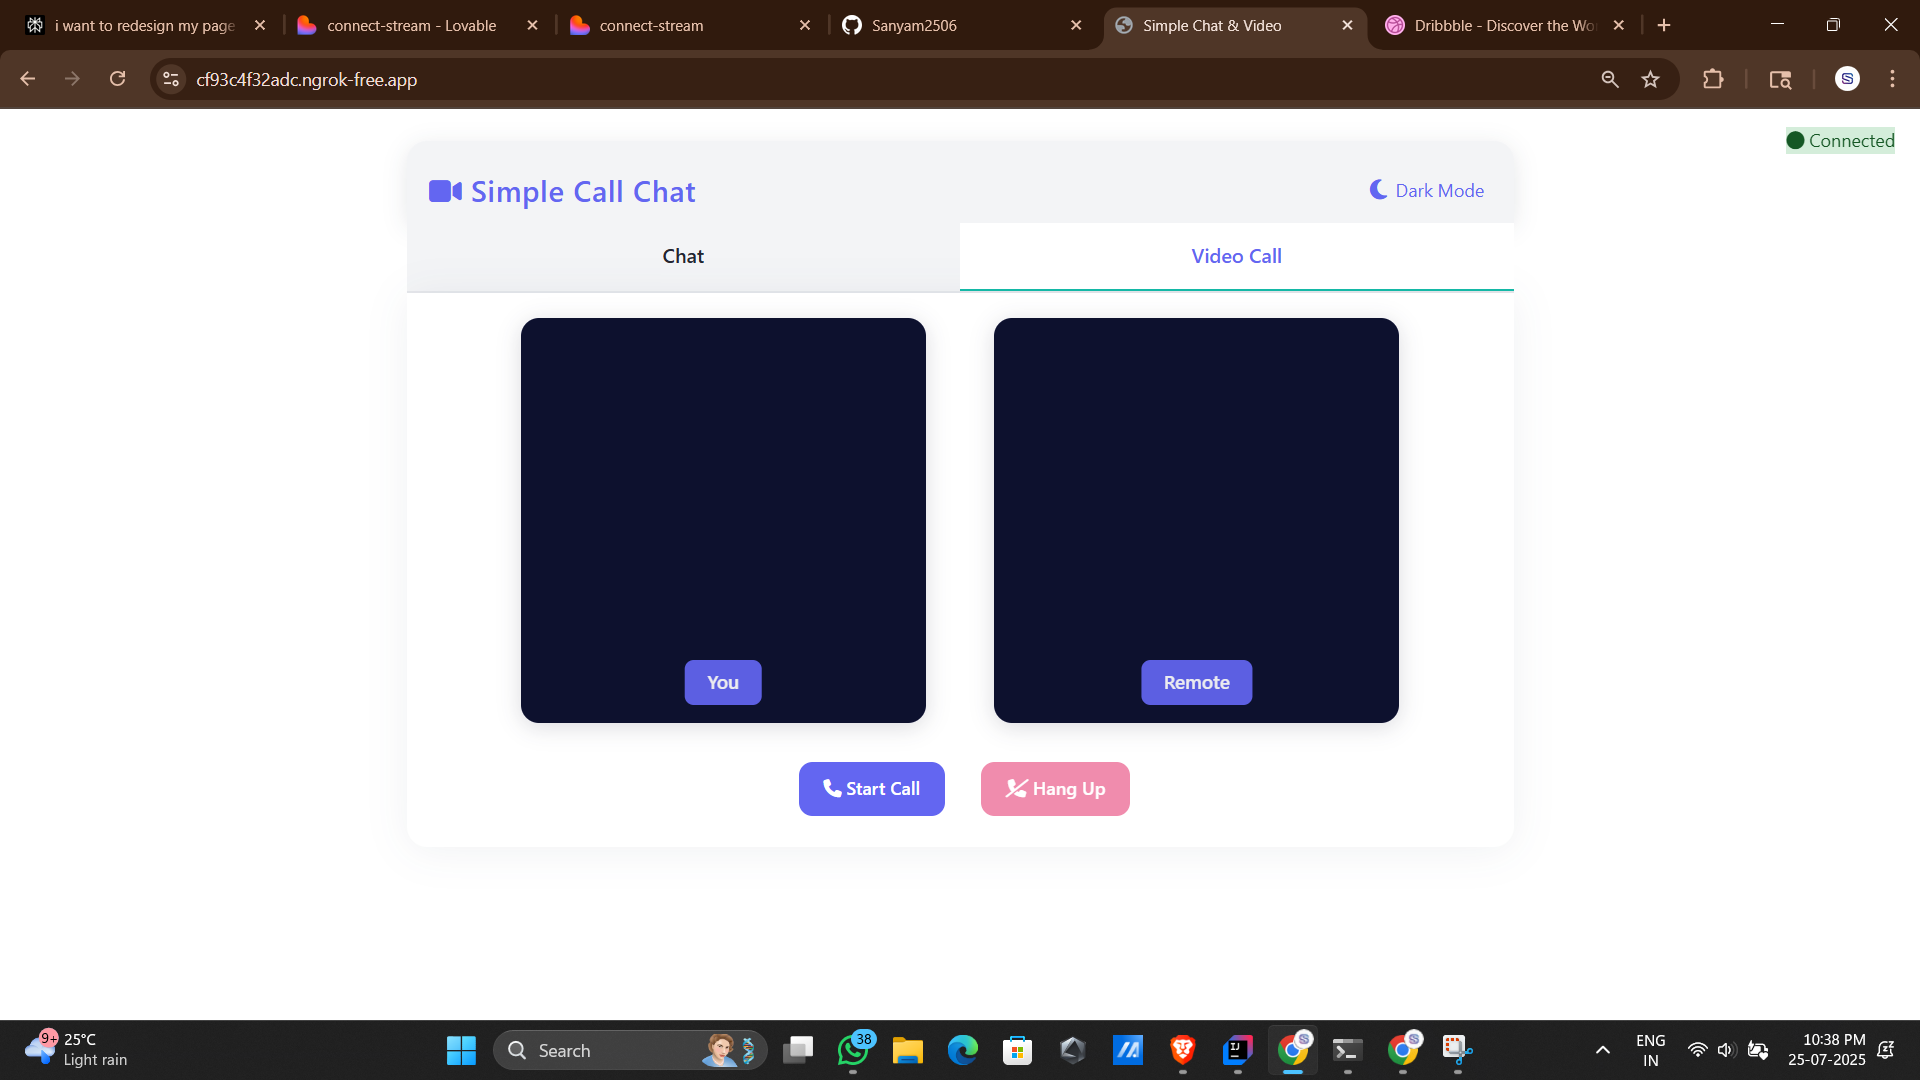 i want to redesign my page
connect-stream - Lovable
connect-stream
Sanyam2506
Simple Chat & Video
Dribbble - Discover the Wo
cf93c4f32adc.ngrok-free.app
S
Connected
Simple Call Chat
Dark Mode
Chat
Video Call
You
Remote
Start Call
Hang Up
9+
25°C
Light rain
Search
38
IJ
S
S
ENG
IN
10:38 PM
25-07-2025